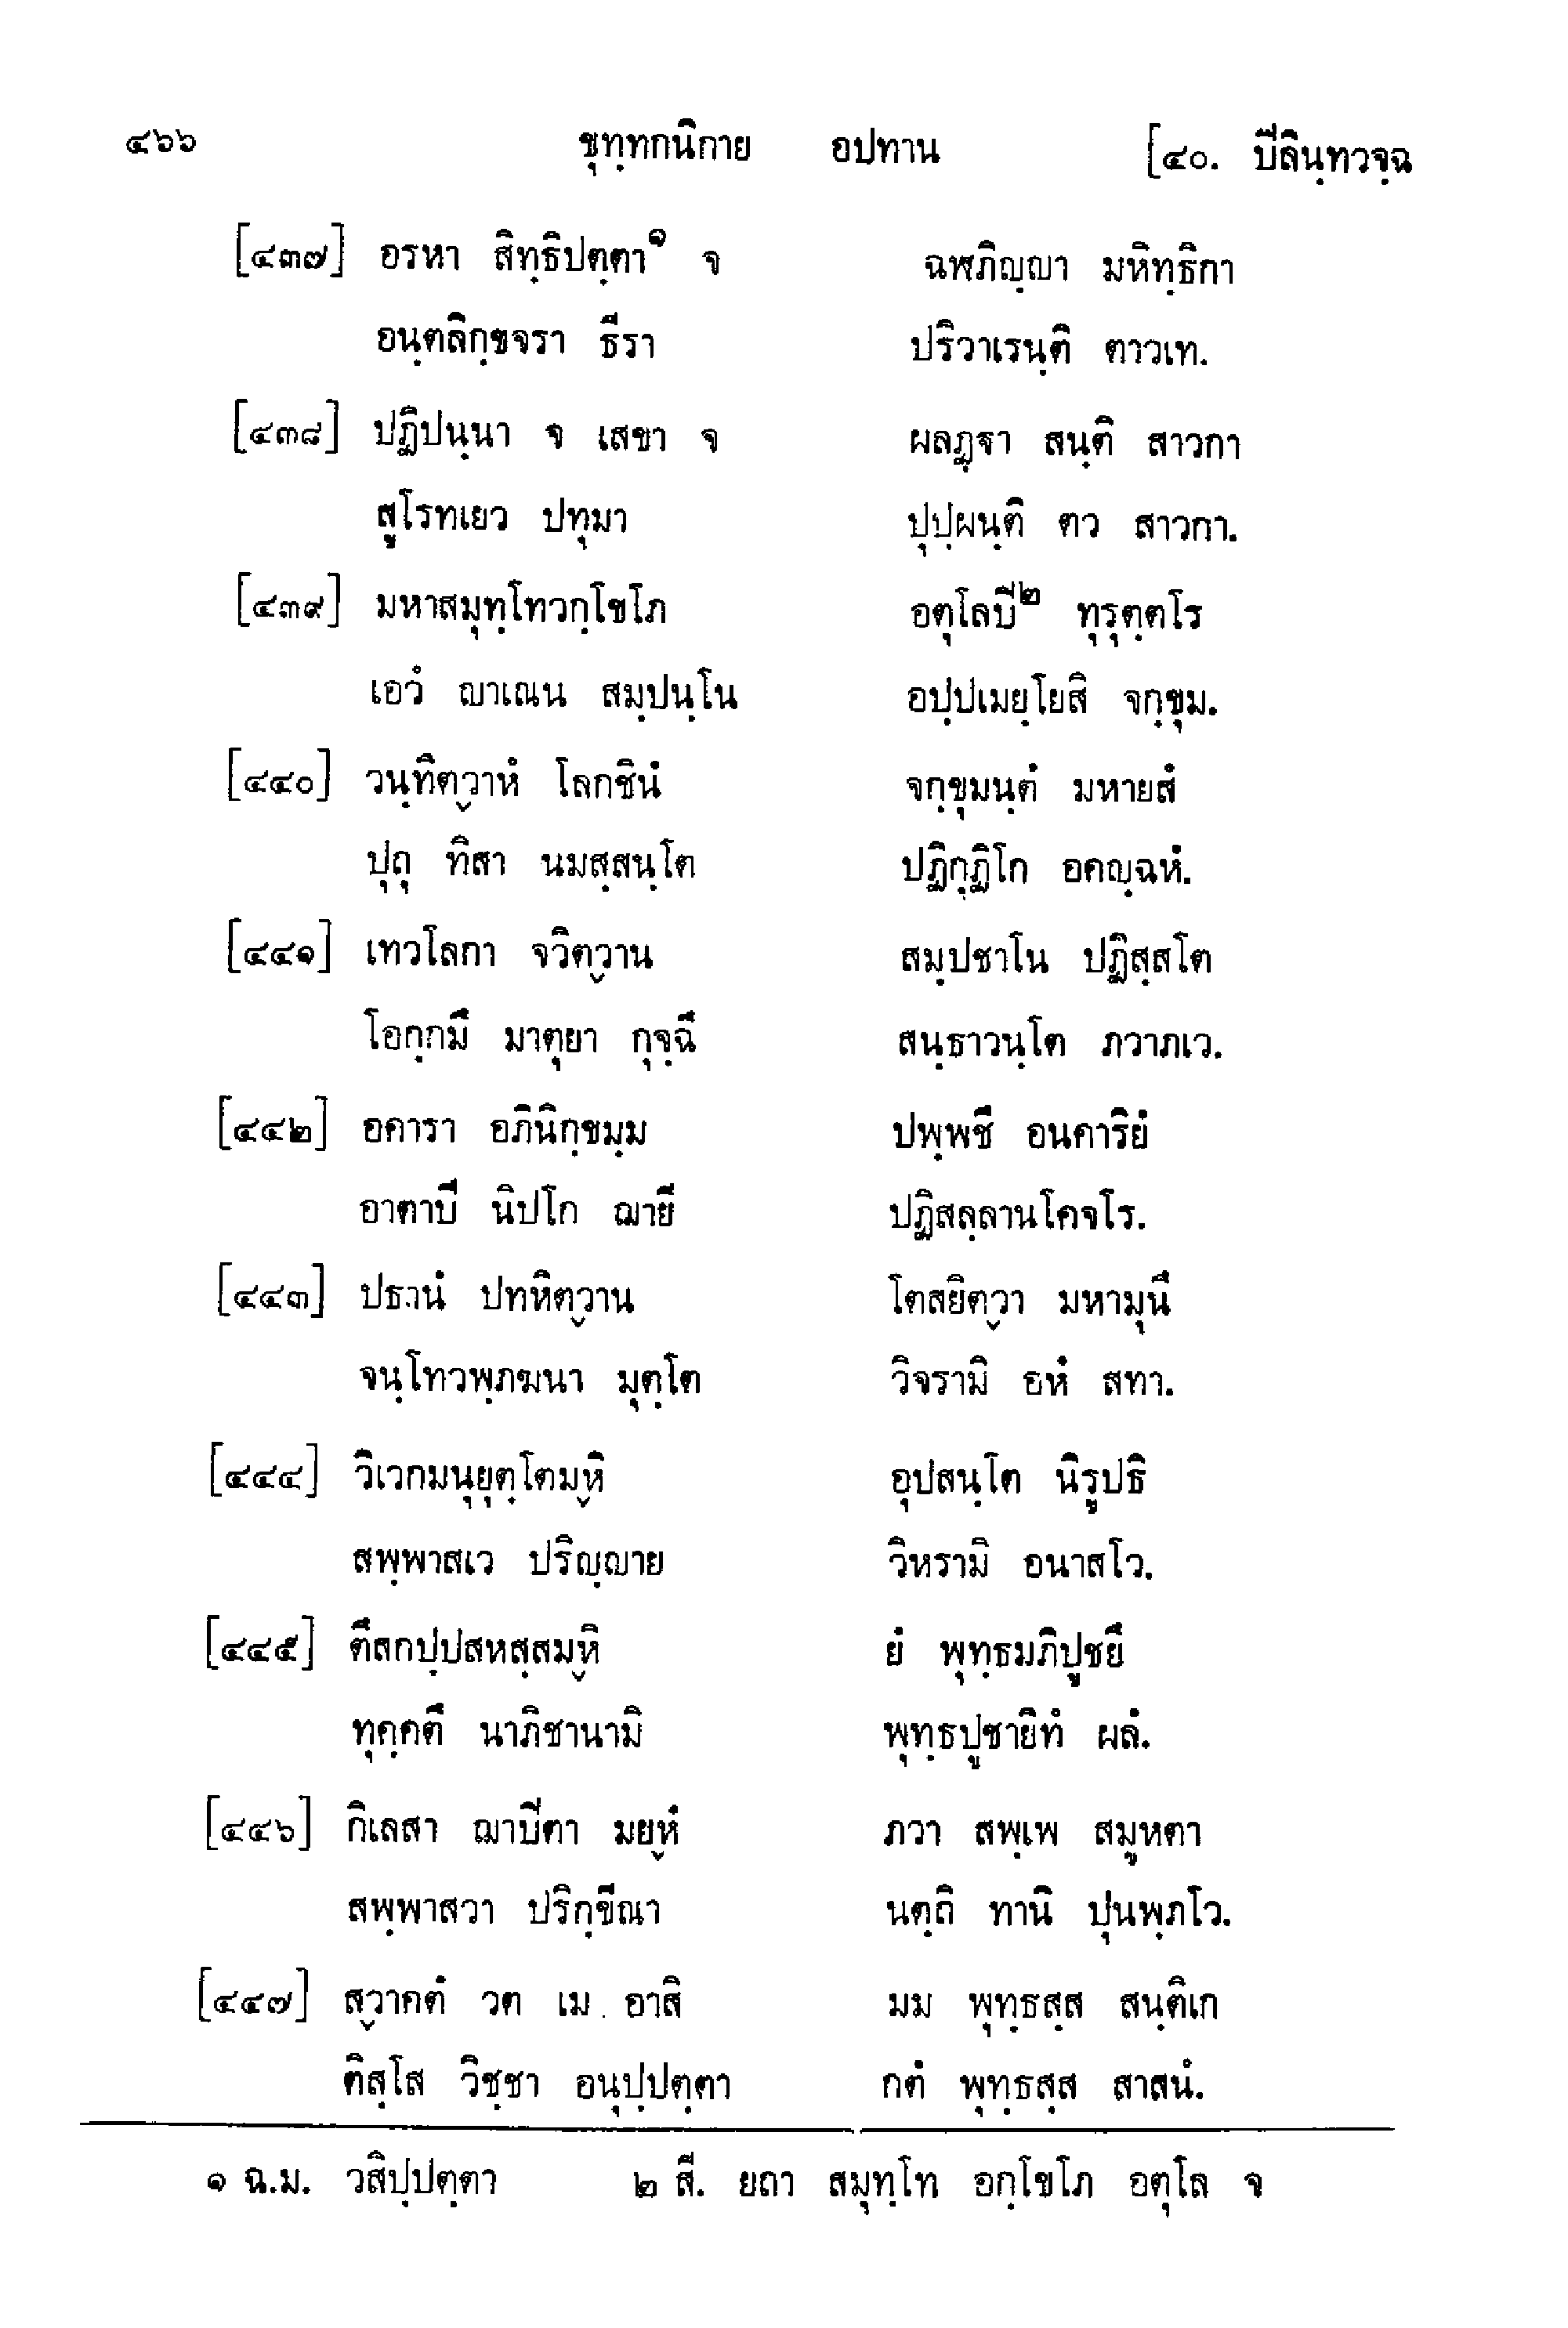 ๔๖๖ ขุทฺทกนิกาย อปทาน [๔๐. ปีลินฺทวจฺฉ
[๔๓๗] อรหา สิทฺธิปตฺตา๑ จ ฉฬภิญฺญา มหิทฺธิกา
อนฺตลิกฺขจรา ธีรา ปริวาเรนฺติ ตาวเท.
[๔๓๘] ปฏิปนฺนา จ เสขา จ ผลฏฺฐา สนฺติ สาวกา
สูโรทเยว ปทุมา ปุปฺผนฺติ ตว สาวกา.
[๔๓๙] มหาสมุทฺโทวกฺโขโภ อตุโลปี๒ ทุรุตฺตโร
เอวํ ญาเณน สมฺปนฺโน อปฺปเมยฺโยสิ จกฺขุม.
[๔๔๐] วนฺทิตฺวาหํ โลกชินํ จกฺขุมนฺตํ มหายสํ
ปุถุ ทิสา นมสฺสนฺโต ปฏิกุฏิโก อคญฺฉหํ.
[๔๔๑] เทวโลกา จวิตฺวาน สมฺปชาโน ปฏิสฺสโต
โอกฺกมึ มาตุยา กุจฺฉึ สนฺธาวนฺโต ภวาภเว.
[๔๔๒] อคารา อภินิกฺขมฺม ปพฺพชึ อนคาริยํ
อาตาปี นิปโก ฌายี ปฏิสลฺลานโคจโร.
[๔๔๓] ปธานํ ปทหิตฺวาน โตสยิตฺวา มหามุนึ
จนฺโทวพฺภฆนา มุตฺโต วิจรามิ อหํ สทา.
[๔๔๔] วิเวกมนุยุตฺโตมฺหิ อุปสนฺโต นิรูปธิ
สพฺพาสเว ปริญฺญาย วิหรามิ อนาสโว.
[๔๔๕] ตึสกปฺปสหสฺสมฺหิ ยํ พุทฺธมภิปูชยึ
ทุคฺคตึ นาภิชานามิ พุทฺธปูชายิทํ ผลํ.
[๔๔๖] กิเลสา ฌาปิตา มยฺหํ ภวา สพฺเพ สมูหตา
สพฺพาสวา ปริกฺขีณา นตฺถิ ทานิ ปุนพฺภโว.
[๔๔๗] สฺวาคตํ วต เม อาสิ มม พุทฺธสฺส สนฺติเก
ติสฺโส วิชฺชา อนุปฺปตฺตา กตํ พุทฺธสฺส สาสนํ.
๑ ฉ.ม. วสิปฺปตฺตา ๒ สี. ยถา สมุทฺโท อกฺโขโภ อตุโล จ